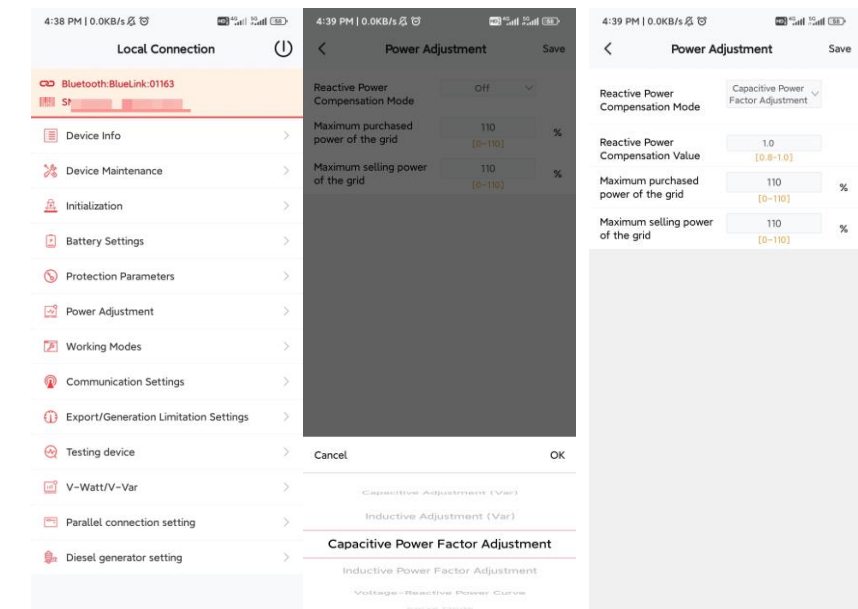 4:38 PM | 0.0KB/s
Local Connection
Bluetooth:BlueLink:01163
Device Info
Device Maintenance
Initialization
Battery Settings
Protection Parameters
Power Adjustment
Working Modes
Communication Settings
Export/Generation Limitation Settings
Testing device
V-Watt/V-Var
Parallel connection setting
Diesel generator setting
4:39 PM | 0.0KB/s
Power Adjustment Save
Reactive Power
Compensation Mode
Off
Maximum purchased
power of the grid
110 %
[0~110]
Maximum selling power
of the grid
110 %
[0~110]
Cancel OK
Capacitive Adjustment (Var)
Inductive Adjustment (Var)
Capacitive Power Factor Adjustment
Inductive Power Factor Adjustment
Voltage-Reactive Power Curve
4:39 PM | 0.0KB/s
Power Adjustment Save
Reactive Power
Compensation Mode
Capacitive Power
Factor Adjustment
Reactive Power
Compensation Value
1.0
[0.8~1.0]
Maximum purchased
power of the grid
110 %
[0~110]
Maximum selling power
of the grid
110 %
[0~110]